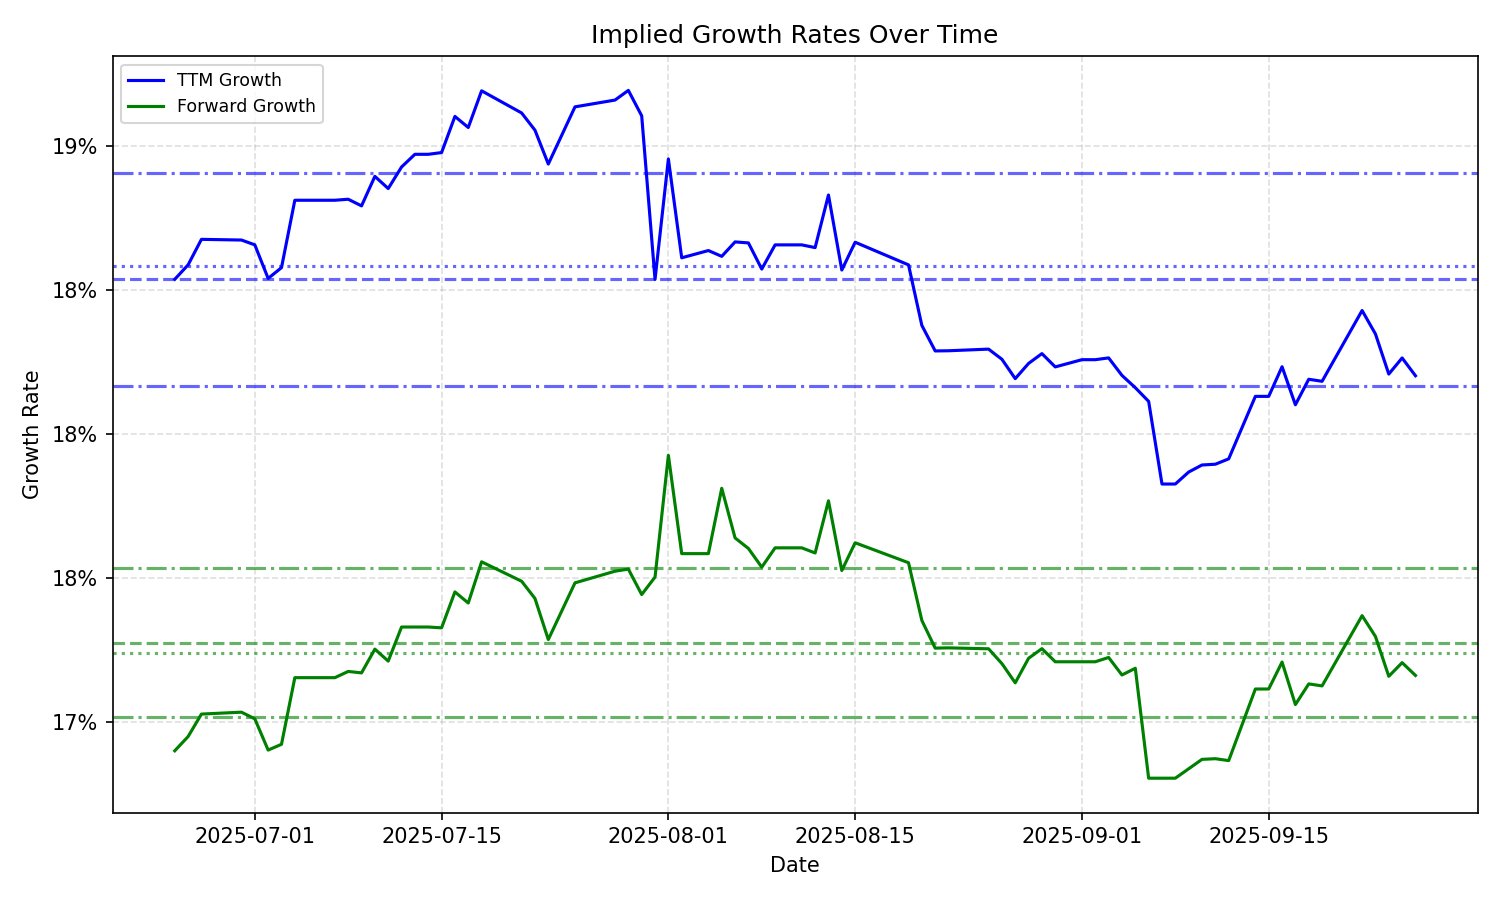 Implied Growth Rates Over Time
TTM Growth
Forward Growth
19%
18%
18%
18%
17%
Growth Rate
2025-07-01
2025-07-15
2025-08-01
2025-08-15
2025-09-01
2025-09-15
Date